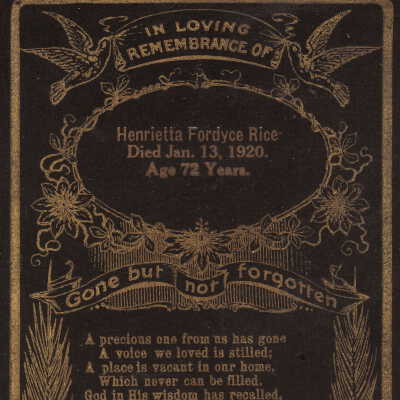 IN LOVING
REMEMBRANCE OF
Henrietta Fordyce Rice
Died Jan. 13, 1920.
Age 72 Years.
Gone but not forgotten
A precious one from us has gone
A voice we loved is stilled;
A place is vacant in our home,
Which never can be filled.
God in His wisdom has recalled,